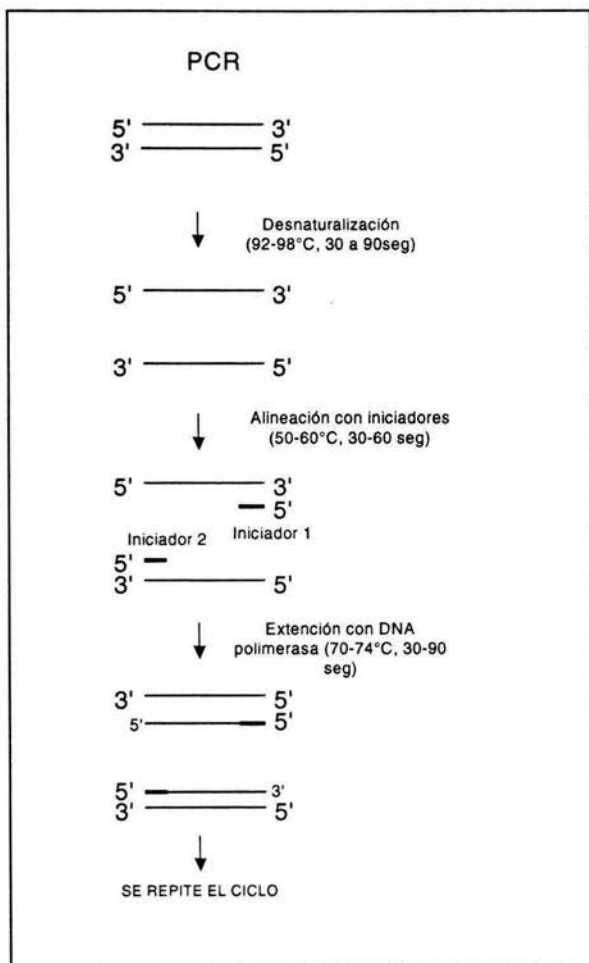 PCR
5' 3'
3' 5'
Desnaturalización
(92-98°C, 30 a 90seg)
5' 3'
3' 5'
Alineación con iniciadores
(50-60°C, 30-60 seg)
5' 3'
5'
Iniciador 2 Iniciador 1
5'
3' 5'
Extención con DNA
polimerasa (70-74°C, 30-90
seg)
3' 5'
5' 5'
5' 3'
3' 5'
SE REPITE EL CICLO